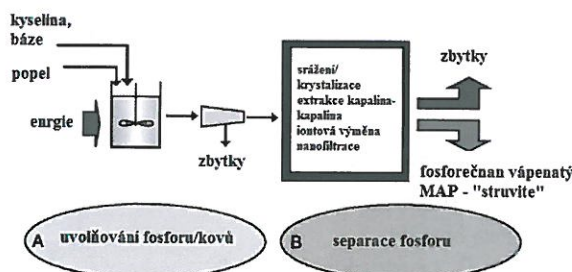 kyselina,
báze
popel
enrgie
zbytky
srážení/
krystalizace
extrakce kapalina-
kapalina
iontová výměna
nanofiltrace
zbytky
fosforečnan vápenatý
MAP - "struvite"
A uvolňování fosforu/kovů
B separace fosforu